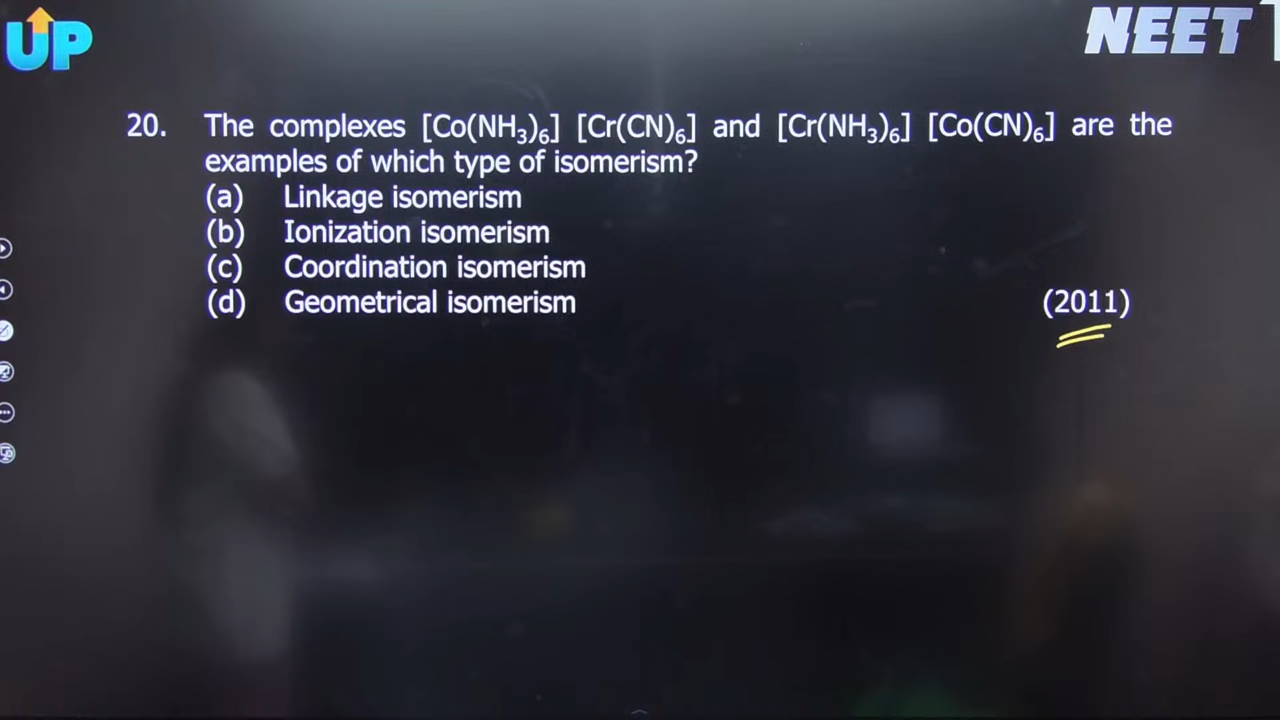 UP
NEET
20. The complexes [Co(NH₃)₆] [Cr(CN)₆] and [Cr(NH₃)₆] [Co(CN)₆] are the
examples of which type of isomerism?
(a) Linkage isomerism
(b) Ionization isomerism
(c) Coordination isomerism
(d) Geometrical isomerism (2011)